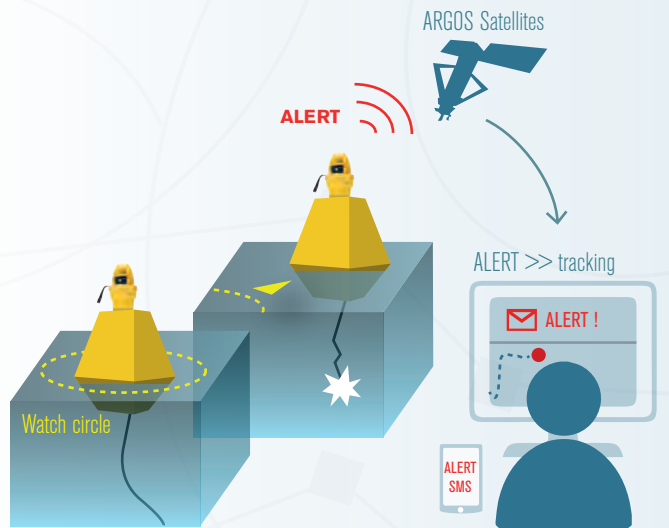 ARGOS Satellites
ALERT
ALERT >> tracking
ALERT !
Watch circle
ALERT
SMS